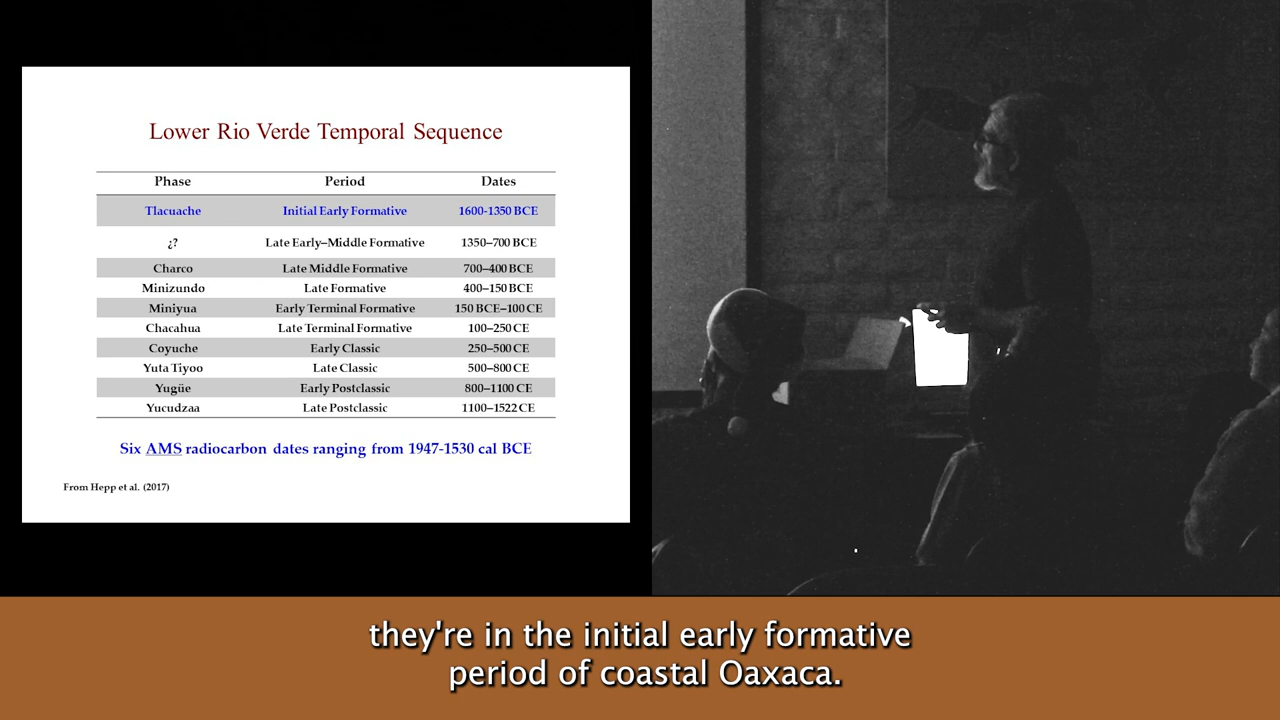 Lower Rio Verde Temporal Sequence
Phase Period Dates
Tlacuache Initial Early Formative 1600-1350 BCE
¿? Late Early–Middle Formative 1350–700 BCE
Charco Late Middle Formative 700–400 BCE
Minizundo Late Formative 400–150 BCE
Miniyua Early Terminal Formative 150 BCE–100 CE
Chacahua Late Terminal Formative 100–250 CE
Coyuche Early Classic 250–500 CE
Yuta Tiyoo Late Classic 500–800 CE
Yugüe Early Postclassic 800–1100 CE
Yucudzaa Late Postclassic 1100–1522 CE
Six AMS radiocarbon dates ranging from 1947-1530 cal BCE
From Hepp et al. (2017)
they're in the initial early formative
period of coastal Oaxaca.